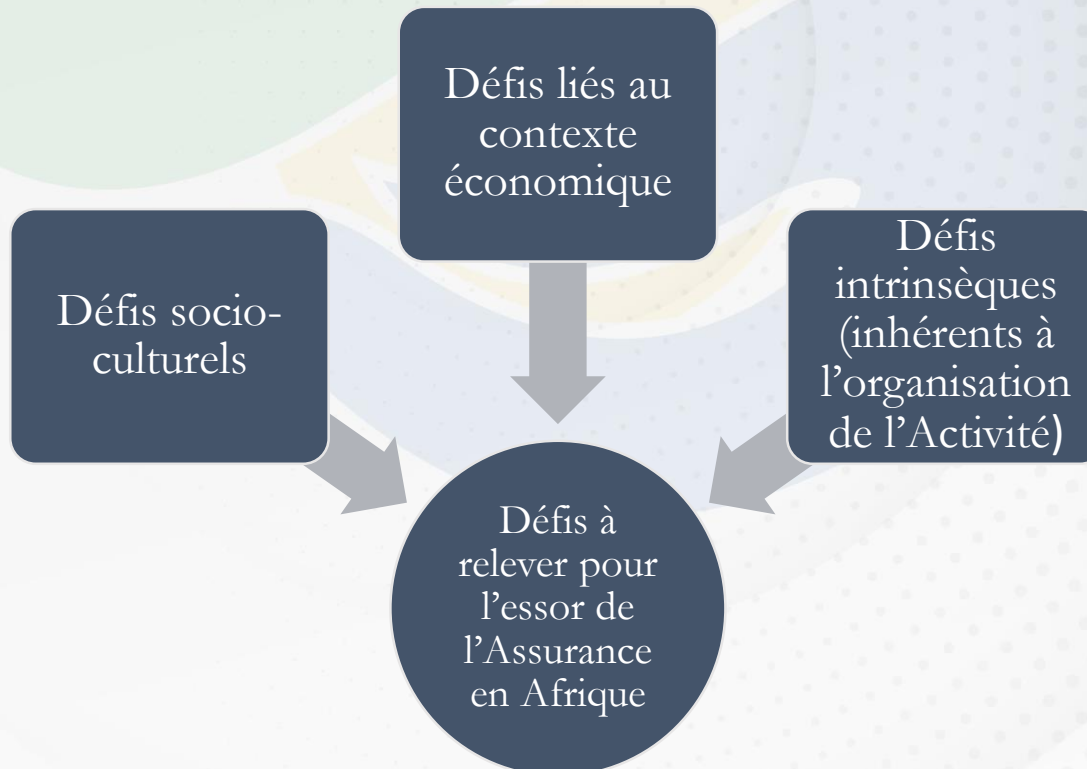 Défis liés au
contexte
économique
Défis socio-
culturels
Défis
intrinsèques
(inhérents à
l’organisation
de l’Activité)
Défis à
relever pour
l’essor de
l’Assurance
en Afrique